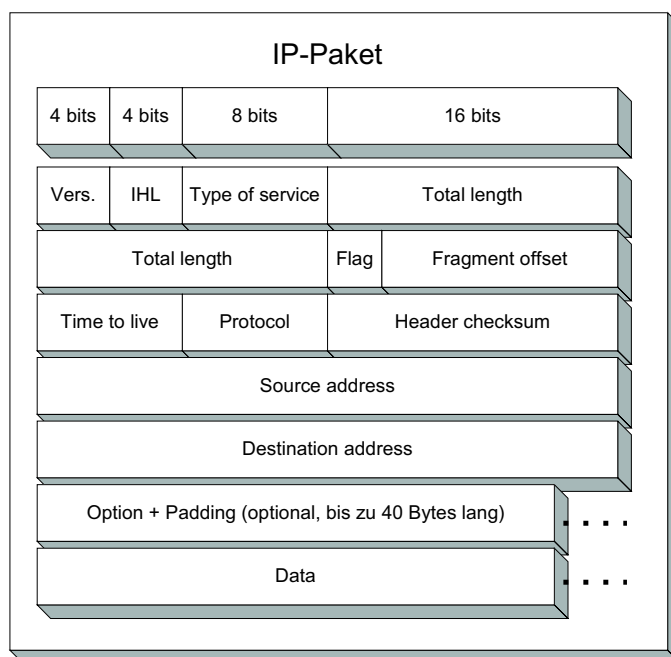 IP-Paket
4 bits 4 bits 8 bits 16 bits
Vers. IHL Type of service Total length
Total length Flag Fragment offset
Time to live Protocol Header checksum
Source address
Destination address
Option + Padding (optional, bis zu 40 Bytes lang) . . . .
Data . . . .